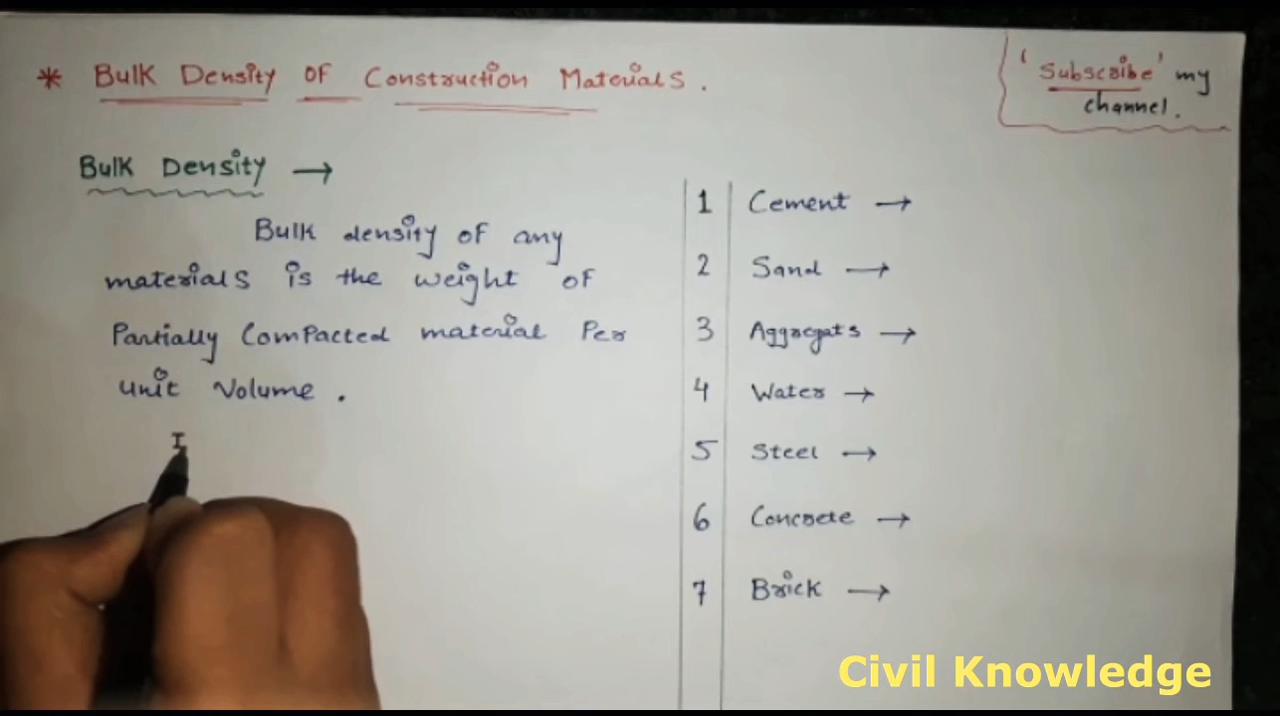 * Bulk Density of Construction Materials.
'Subscribe' my
channel.
Bulk Density →
Bulk density of any
materials is the weight of
Partially Compacted material Per
unit Volume.
I
1 Cement →
2 Sand →
3 Aggregats →
4 Water →
5 Steel →
6 Concrete →
7 Brick →
Civil Knowledge